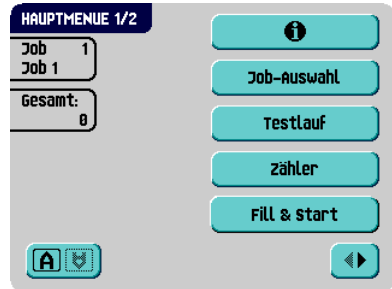 HAUPTMENUE 1/2
Job 1
Job 1
Gesamt:
0
Job-Auswahl
Testlauf
Zähler
Fill & Start
A